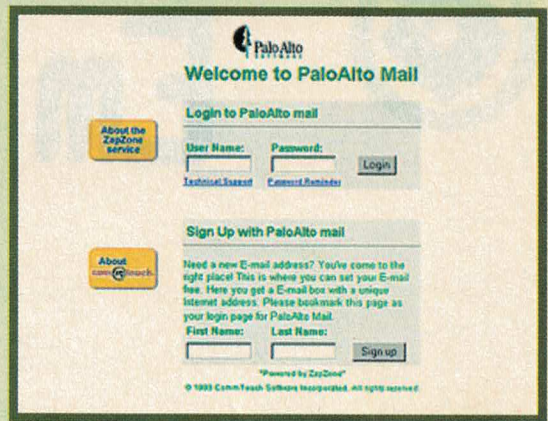 Palo Alto
SOFTWARE
Welcome to PaloAlto Mail
Login to PaloAlto mail
About the
ZapZone
service
User Name:
Password:
Login
Technical Support
Password Reminder
Sign Up with PaloAlto mail
About
commtouch
Need a new E-mail address? You've come to the
right place! This is where you can set your E-mail
free. Here you get a E-mail box with a unique
Internet address. Please bookmark this page as
your login page for PaloAlto Mail.
First Name:
Last Name:
Sign up
"Powered by ZapZone"
© 1999 CommTouch Software Incorporated. All rights reserved